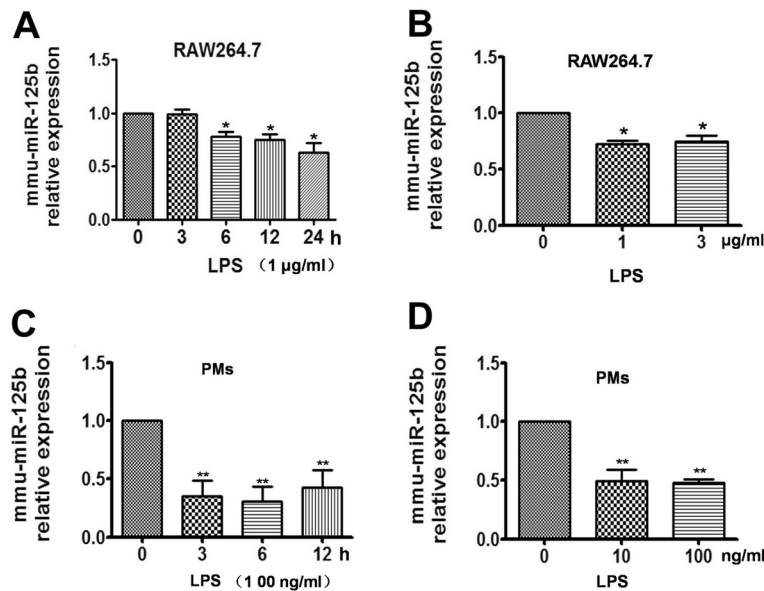 A
RAW264.7
mmu-miR-125b
relative expression
1.5
1.0
0.5
0.0
* * *
0 3 6 12 24 h
LPS （1 µg/ml）
B
RAW264.7
mmu-miR-125b
relative expression
1.5
1.0
0.5
0.0
* *
0 1 3 µg/ml
LPS
C
PMs
mmu-miR-125b
relative expression
1.5
1.0
0.5
0.0
** ** **
0 3 6 12 h
LPS （1 00 ng/ml）
D
PMs
mmu-miR-125b
relative expression
1.5
1.0
0.5
0.0
** **
0 10 100 ng/ml
LPS